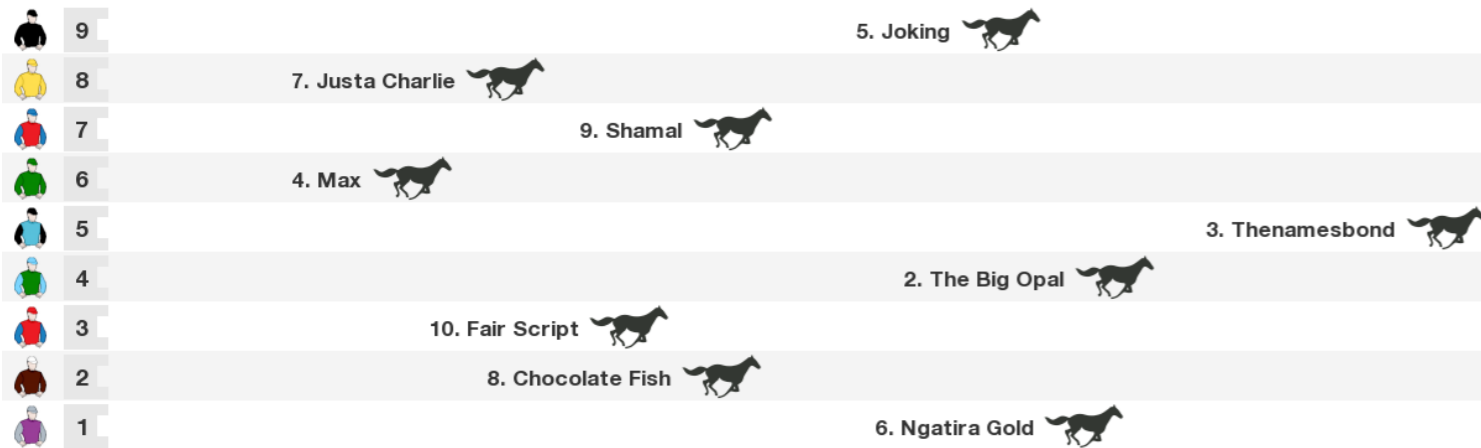 9 5. Joking
8 7. Justa Charlie
7 9. Shamal
6 4. Max
5 3. Thenamesbond
4 2. The Big Opal
3 10. Fair Script
2 8. Chocolate Fish
1 6. Ngatira Gold